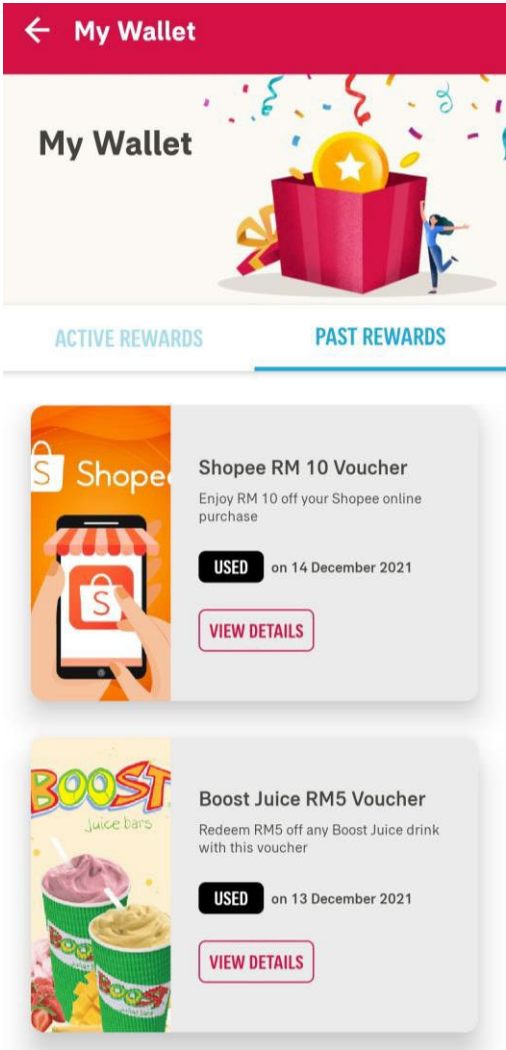 My Wallet
My Wallet
ACTIVE REWARDS
PAST REWARDS
S Shopee
S
Shopee RM 10 Voucher
Enjoy RM 10 off your Shopee online
purchase
USED on 14 December 2021
VIEW DETAILS
BOOST
juice bars
BOOST
BOOST
Boost Juice RM5 Voucher
Redeem RM5 off any Boost Juice drink
with this voucher
USED on 13 December 2021
VIEW DETAILS